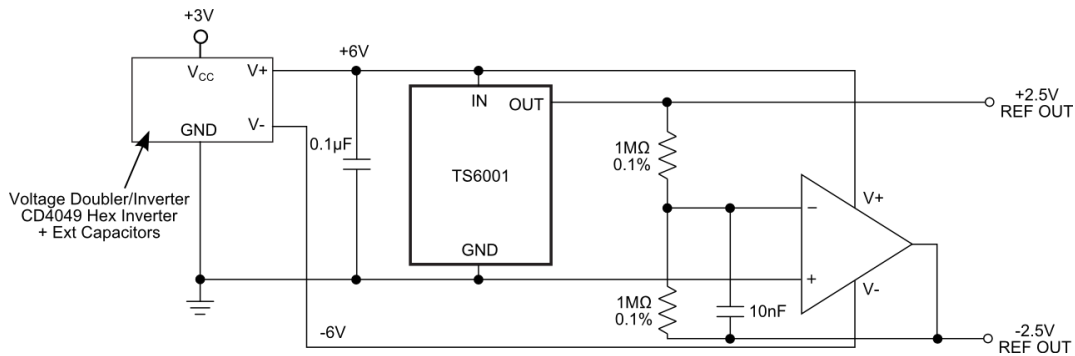 +3V
VCC
V+
V-
GND
+6V
0.1µF
IN
OUT
TS6001
GND
+2.5V
REF OUT
1MΩ
0.1%
Voltage Doubler/Inverter
CD4049 Hex Inverter
+ Ext Capacitors
−
+
V+
V-
1MΩ
0.1%
10nF
-6V
-2.5V
REF OUT